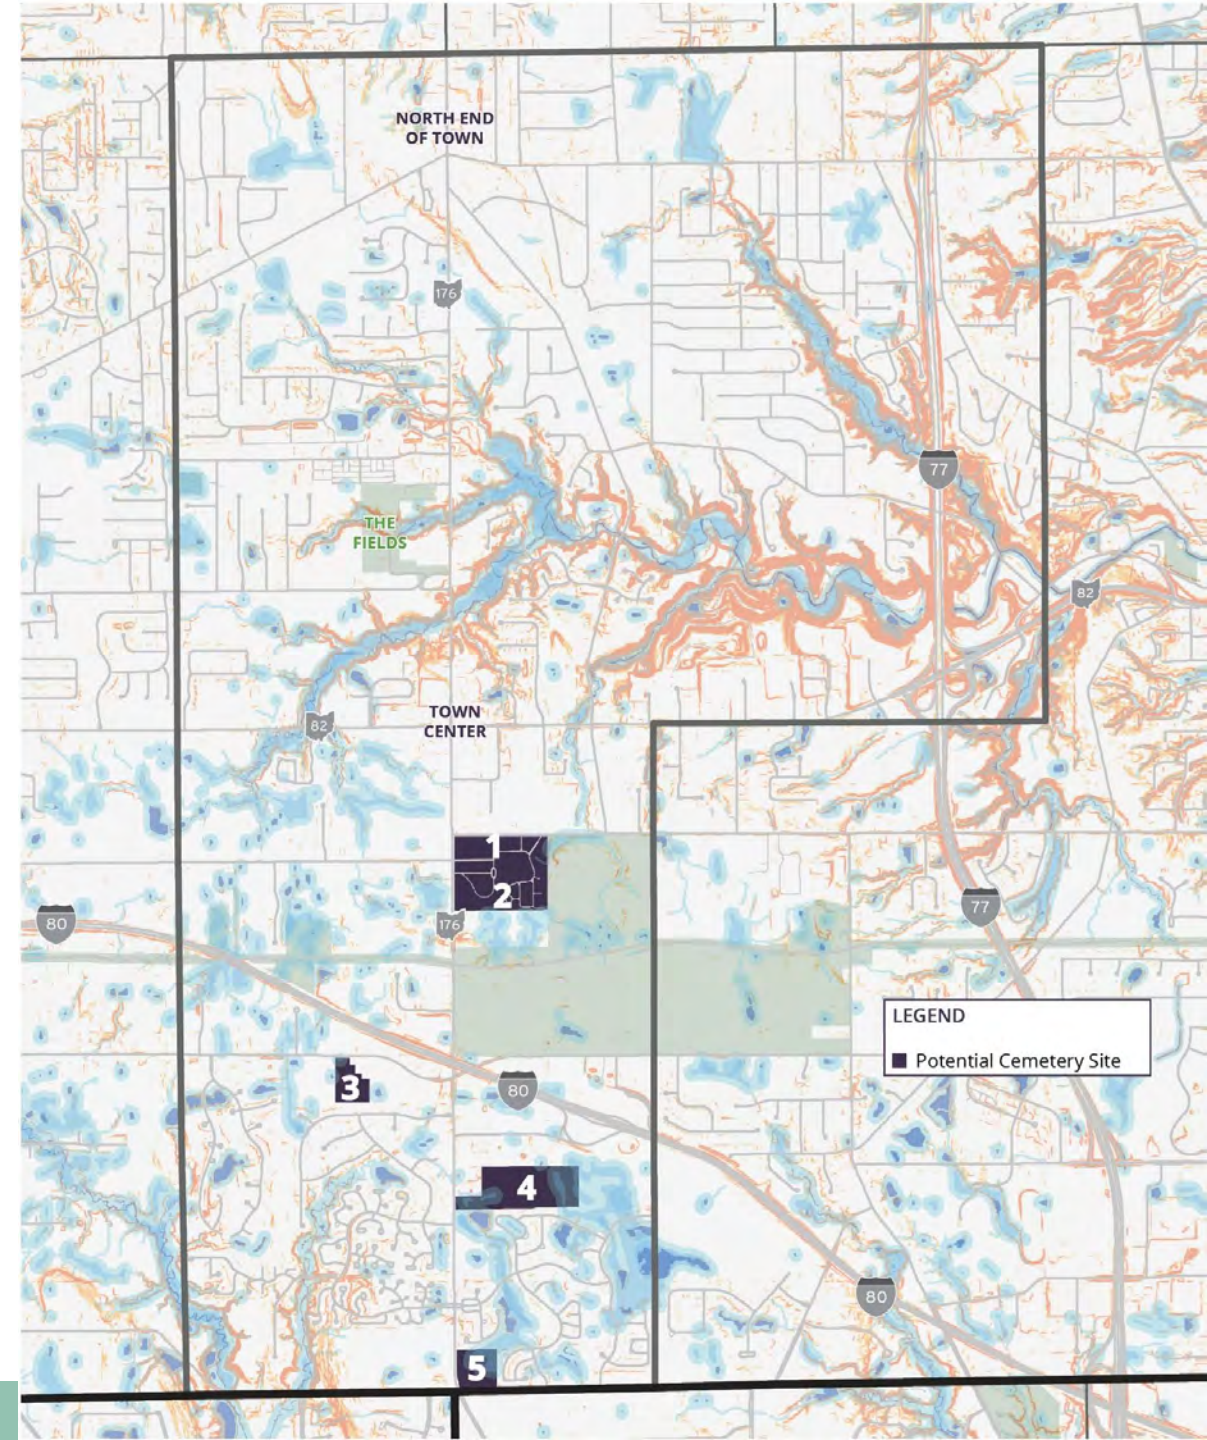 NORTH END
OF TOWN
176
77
THE
FIELDS
82
TOWN
CENTER
82
1
2
80
176
77
LEGEND
Potential Cemetery Site
3
80
4
80
5